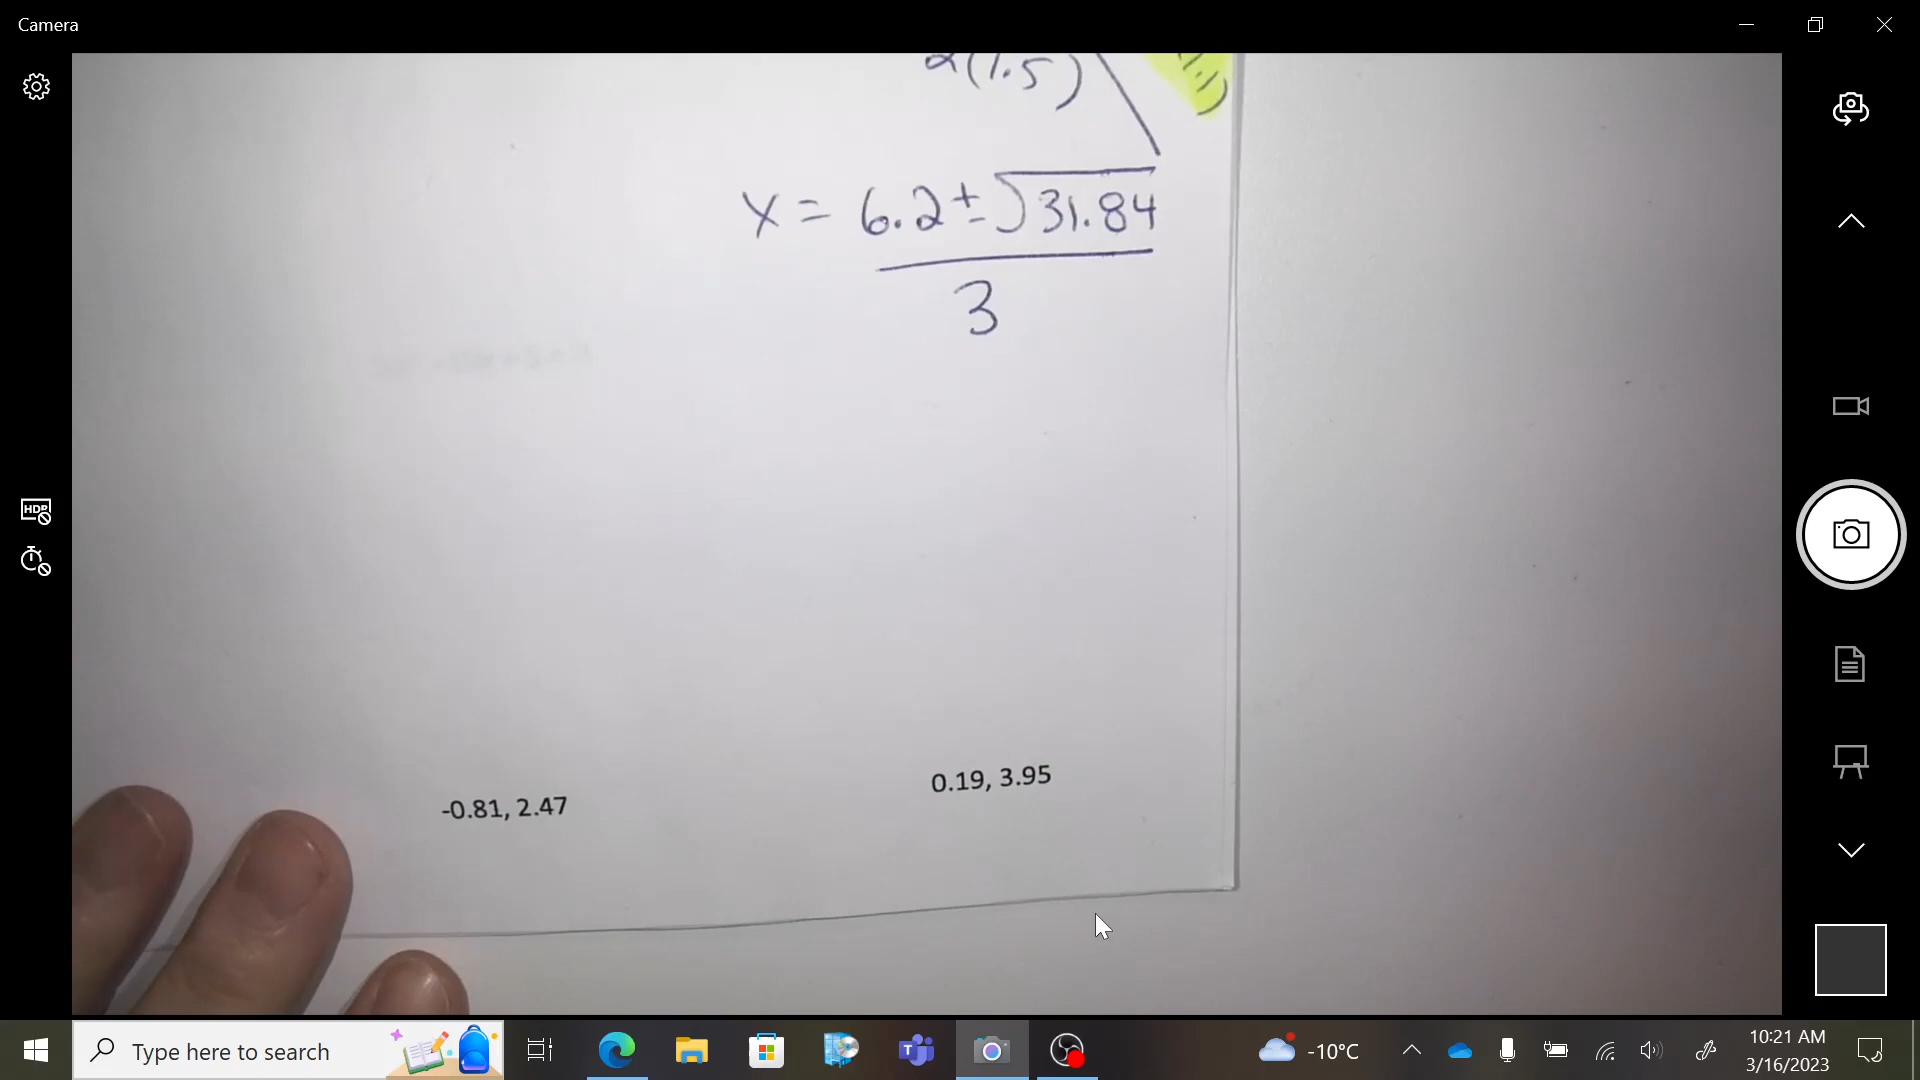 Camera
2(1.5)
x = 6.2 ± √31.84
3
HDR
-0.81, 2.47
0.19, 3.95
Type here to search
-10°C
10:21 AM
3/16/2023